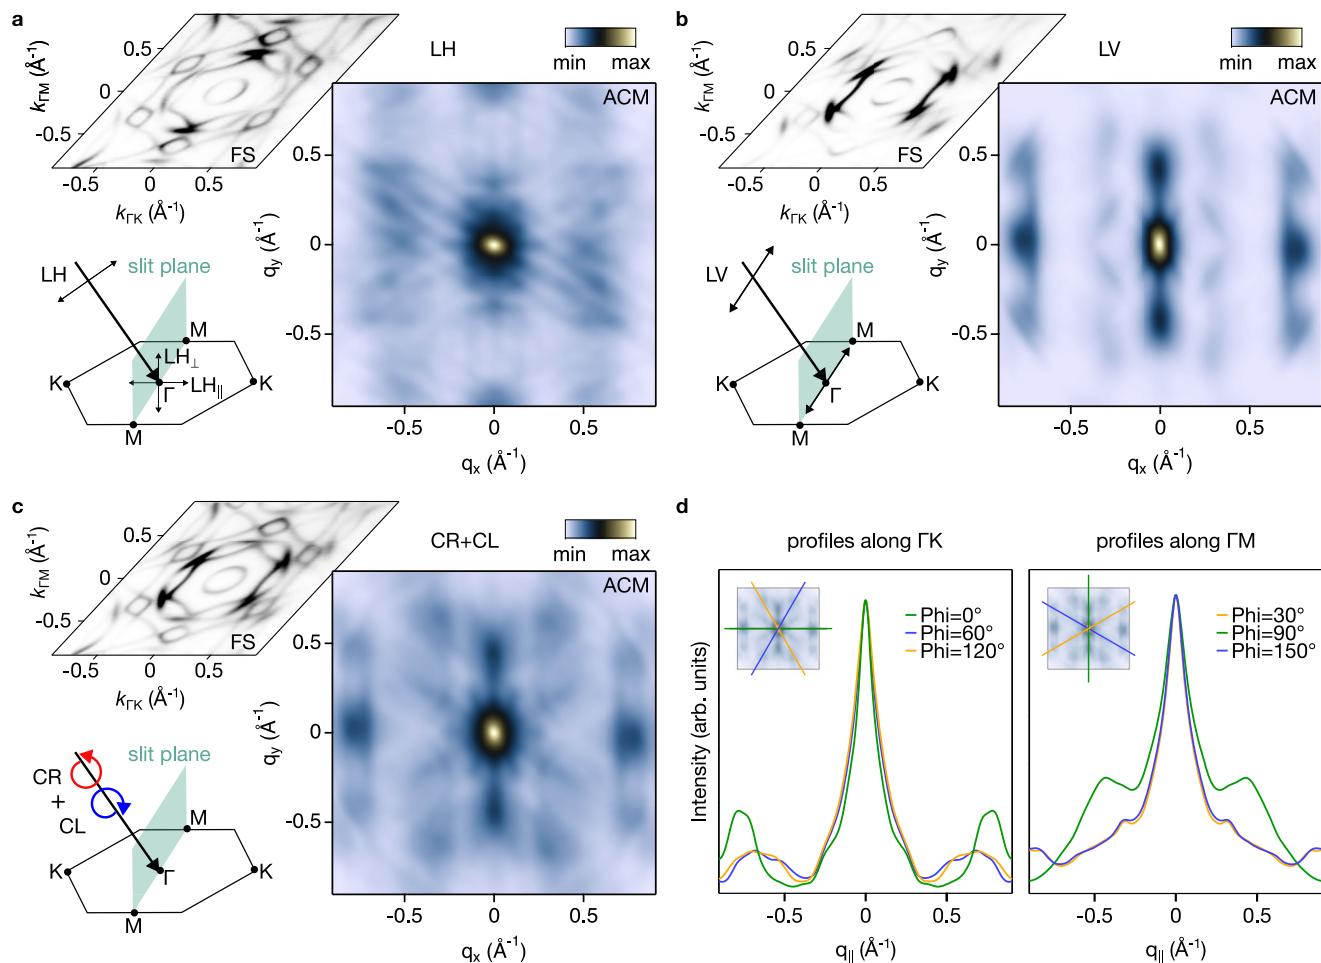 a
LH
min max
k_ΓM (Å⁻¹)
0.5
0
-0.5
FS
-0.5 0 0.5
k_ΓK (Å⁻¹)
ACM
q_y (Å⁻¹)
0.5
0
-0.5
-0.5 0 0.5
q_x (Å⁻¹)
slit plane
LH
M
LH⊥
K Γ LH|| K
M
b
LV
min max
k_ΓM (Å⁻¹)
0.5
0
-0.5
FS
-0.5 0 0.5
k_ΓK (Å⁻¹)
ACM
q_y (Å⁻¹)
0.5
0
-0.5
-0.5 0 0.5
q_x (Å⁻¹)
slit plane
LV
M
K Γ K
M
c
CR+CL
min max
k_ΓM (Å⁻¹)
0.5
0
-0.5
FS
-0.5 0 0.5
k_ΓK (Å⁻¹)
ACM
q_y (Å⁻¹)
0.5
0
-0.5
-0.5 0 0.5
q_x (Å⁻¹)
slit plane
CR
+
CL
M
K Γ K
M
d
profiles along ΓK
Phi=0°
Phi=60°
Phi=120°
Intensity (arb. units)
-0.5 0 0.5
q|| (Å⁻¹)
profiles along ΓM
Phi=30°
Phi=90°
Phi=150°
-0.5 0 0.5
q|| (Å⁻¹)